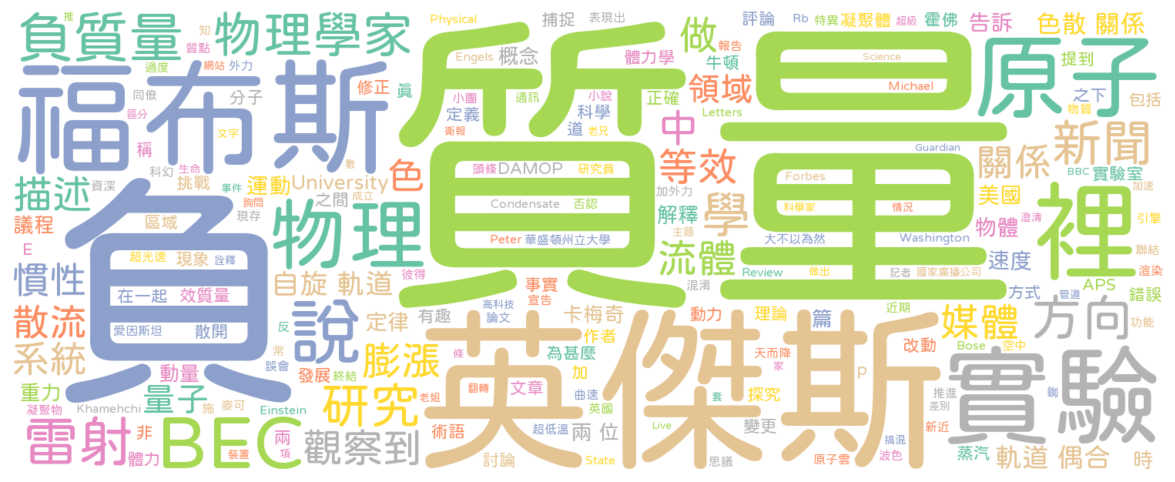 負質量 物理學家 知 推 Physical 捕捉 表現出 評論 Rb 特異 凝聚體 超級 霍佛 告訴 色散 關係
質點 網站 外力 過度 修正 眞 Engels 概念 體力學 報告 做 牛頓 Science 提到
福布斯 質量 原子
同僚 分子 小團 通訊 小說 正確 領域 Michael 之下 包括
區分 文字 定義 科學 道 老兄 衛報 中 Letters 物質 新聞
稱 科幻 生命 頭條 DAMOP 研究員 等效 Guardian 關係 BBC 實驗室
描述 資深 挑戰 運動 University 色 數 加外力 Forbes 美國 加速
負 事件 詢問 之間 成立 Condensate 否認 解釋 學 科學家 情況 物體 澄清 裡 引擎
議程 現存 物理 Peter 華盛頓州立大學 主題 大不以為然 Washington 聯結
E 區域 流體 記者 國家廣播公司 速度 渲染
慣性 超光速 現象 詮釋 自旋 軌道 彼得 混淆 Review 做出 方式 APS 錯誤
在一起 效質量 事實 宣告 高科技 論文 動力 理論 篇 近期 管道
散流 愛因斯坦 散開 反 說 定律 有趣 卡梅奇 作者 媒體 方向 功能
系統 常 誤會 膨漲 條 為甚麼 天而降 改動 Bose 空中
動量 發展 終結 英傑斯 加 家 P 實驗
重力 量子 施 麥可 Einstein 研究 老姐 翻轉 文章 曲速 套 探究 推進 差別 銣
凝聚物 Khamehchi 兩 術語 超低溫 英國 兩 位 Live 變更 新近
雷射 非 BEC 項 觀察到 搞混 蒸汽 軌道 偶合 時
體力 裝置 討論 State 思議 原子雲 波色